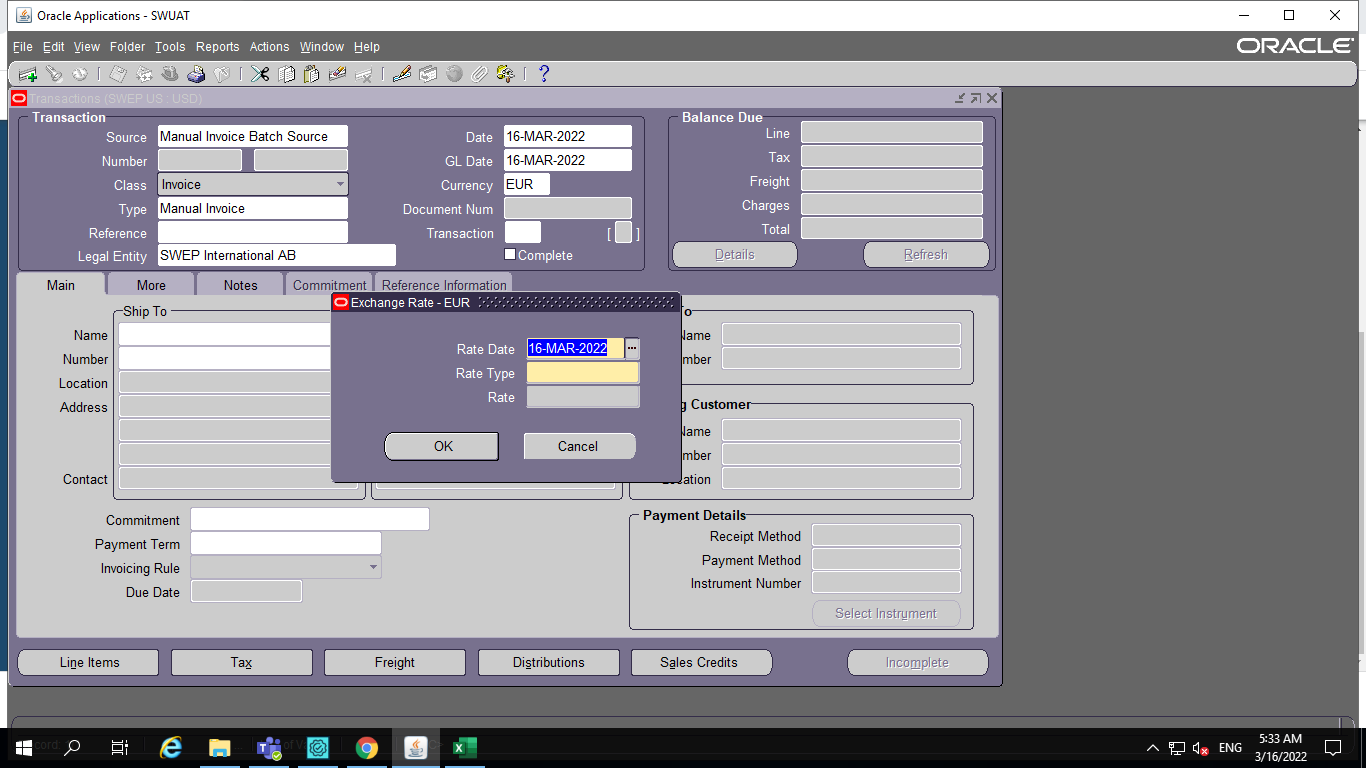 Oracle Applications - SWUAT
File Edit View Folder Tools Reports Actions Window Help
ORACLE
Transactions (SWEP US : USD)
Transaction
Source Manual Invoice Batch Source
Number
Class Invoice
Type Manual Invoice
Reference
Legal Entity SWEP International AB
Date 16-MAR-2022
GL Date 16-MAR-2022
Currency EUR
Document Num
Transaction [ ]
Complete
Balance Due
Line
Tax
Freight
Charges
Total
Details Refresh
Main More Notes Commitment Reference Information
Ship To
Name
Number
Location
Address
Contact
Exchange Rate - EUR
Rate Date 16-MAR-2022 ...
Rate Type
Rate
OK Cancel
To
Name
mber
g Customer
Name
mber
ocation
Commitment
Payment Term
Invoicing Rule
Due Date
Payment Details
Receipt Method
Payment Method
Instrument Number
Select Instrument
Line Items Tax Freight Distributions Sales Credits Incomplete
ENG
5:33 AM
3/16/2022